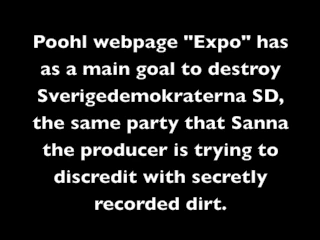 Poohl webpage "Expo" has
as a main goal to destroy
Sverigedemokraterna SD,
the same party that Sanna
the producer is trying to
discredit with secretly
recorded dirt.